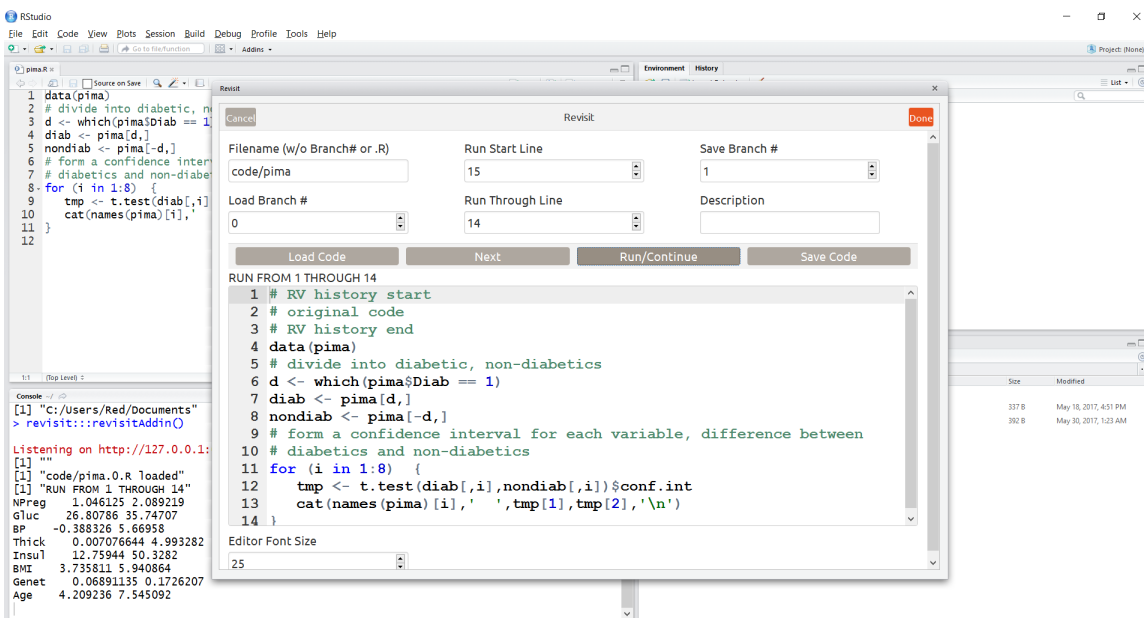 RStudio
File Edit Code View Plots Session Build Debug Profile Tools Help
Go to file/function Addins Project: (None)
pima.R
Source on Save
1 data(pima)
2 # divide into diabetic,
3 d <- which(pima$Diab == 1
4 diab <- pima[d,]
5 nondiab <- pima[-d,]
6 # form a confidence inter
7 # diabetics and non-diabe
8 for (i in 1:8) {
9 tmp <- t.test(diab[,i]
10 cat(names(pima)[i],'
11 }
12
1:1 (Top Level)
Console ~/
[1] "C:/Users/Red/Documents"
> revisit:::revisitAddin()
Listening on http://127.0.0.1:
[1] ""
[1] "code/pima.0.R loaded"
[1] "RUN FROM 1 THROUGH 14"
NPreg 1.046125 2.089219
Gluc 26.80786 35.74707
BP -0.388326 5.66958
Thick 0.007076644 4.993282
Insul 12.75944 50.3282
BMI 3.735811 5.940864
Genet 0.06891135 0.1726207
Age 4.209236 7.545092
Environment History
List
Size Modified
337 B May 18, 2017, 4:51 PM
392 B May 30, 2017, 1:23 AM
Revisit
Cancel Revisit Done
Filename (w/o Branch# or .R) Run Start Line Save Branch #
code/pima 15 1
Load Branch # Run Through Line Description
0 14
Load Code Next Run/Continue Save Code
RUN FROM 1 THROUGH 14
1 # RV history start
2 # original code
3 # RV history end
4 data(pima)
5 # divide into diabetic, non-diabetics
6 d <- which(pima$Diab == 1)
7 diab <- pima[d,]
8 nondiab <- pima[-d,]
9 # form a confidence interval for each variable, difference between
10 # diabetics and non-diabetics
11 for (i in 1:8) {
12 tmp <- t.test(diab[,i],nondiab[,i])$conf.int
13 cat(names(pima)[i],' ',tmp[1],tmp[2],'\n')
14 }
Editor Font Size
25